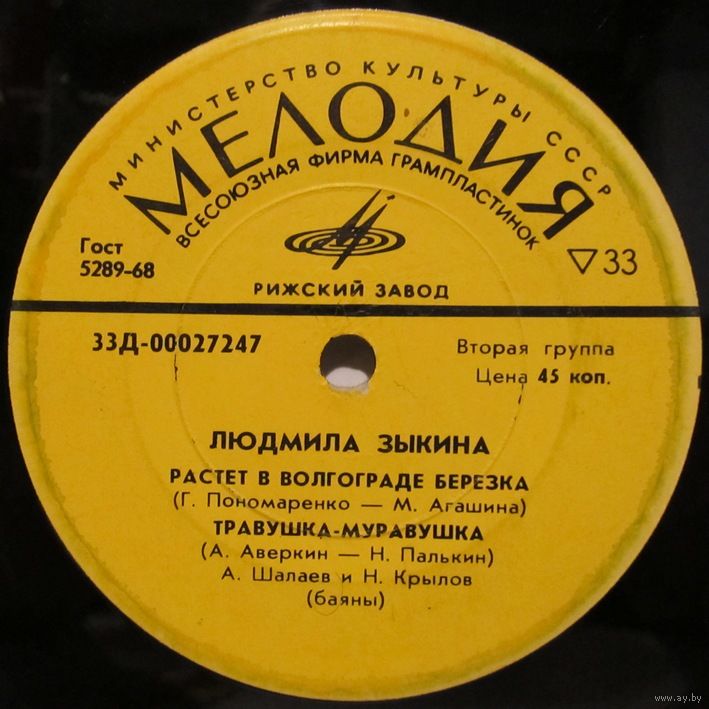 МИНИСТЕРСТВО КУЛЬТУРЫ СССР
МЕЛОДИЯ
ВСЕСОЮЗНАЯ ФИРМА ГРАМПЛАСТИНОК
Гост
5289-68
33
РИЖСКИЙ ЗАВОД
33Д-00027247
Вторая группа
Цена 45 коп.
ЛЮДМИЛА ЗЫКИНА
РАСТЕТ В ВОЛГОГРАДЕ БЕРЕЗКА
(Г. Пономаренко — М. Агашина)
ТРАВУШКА-МУРАВУШКА
(А. Аверкин — Н. Палькин)
А. Шалаев и Н. Крылов
(баяны)
www.ay.by